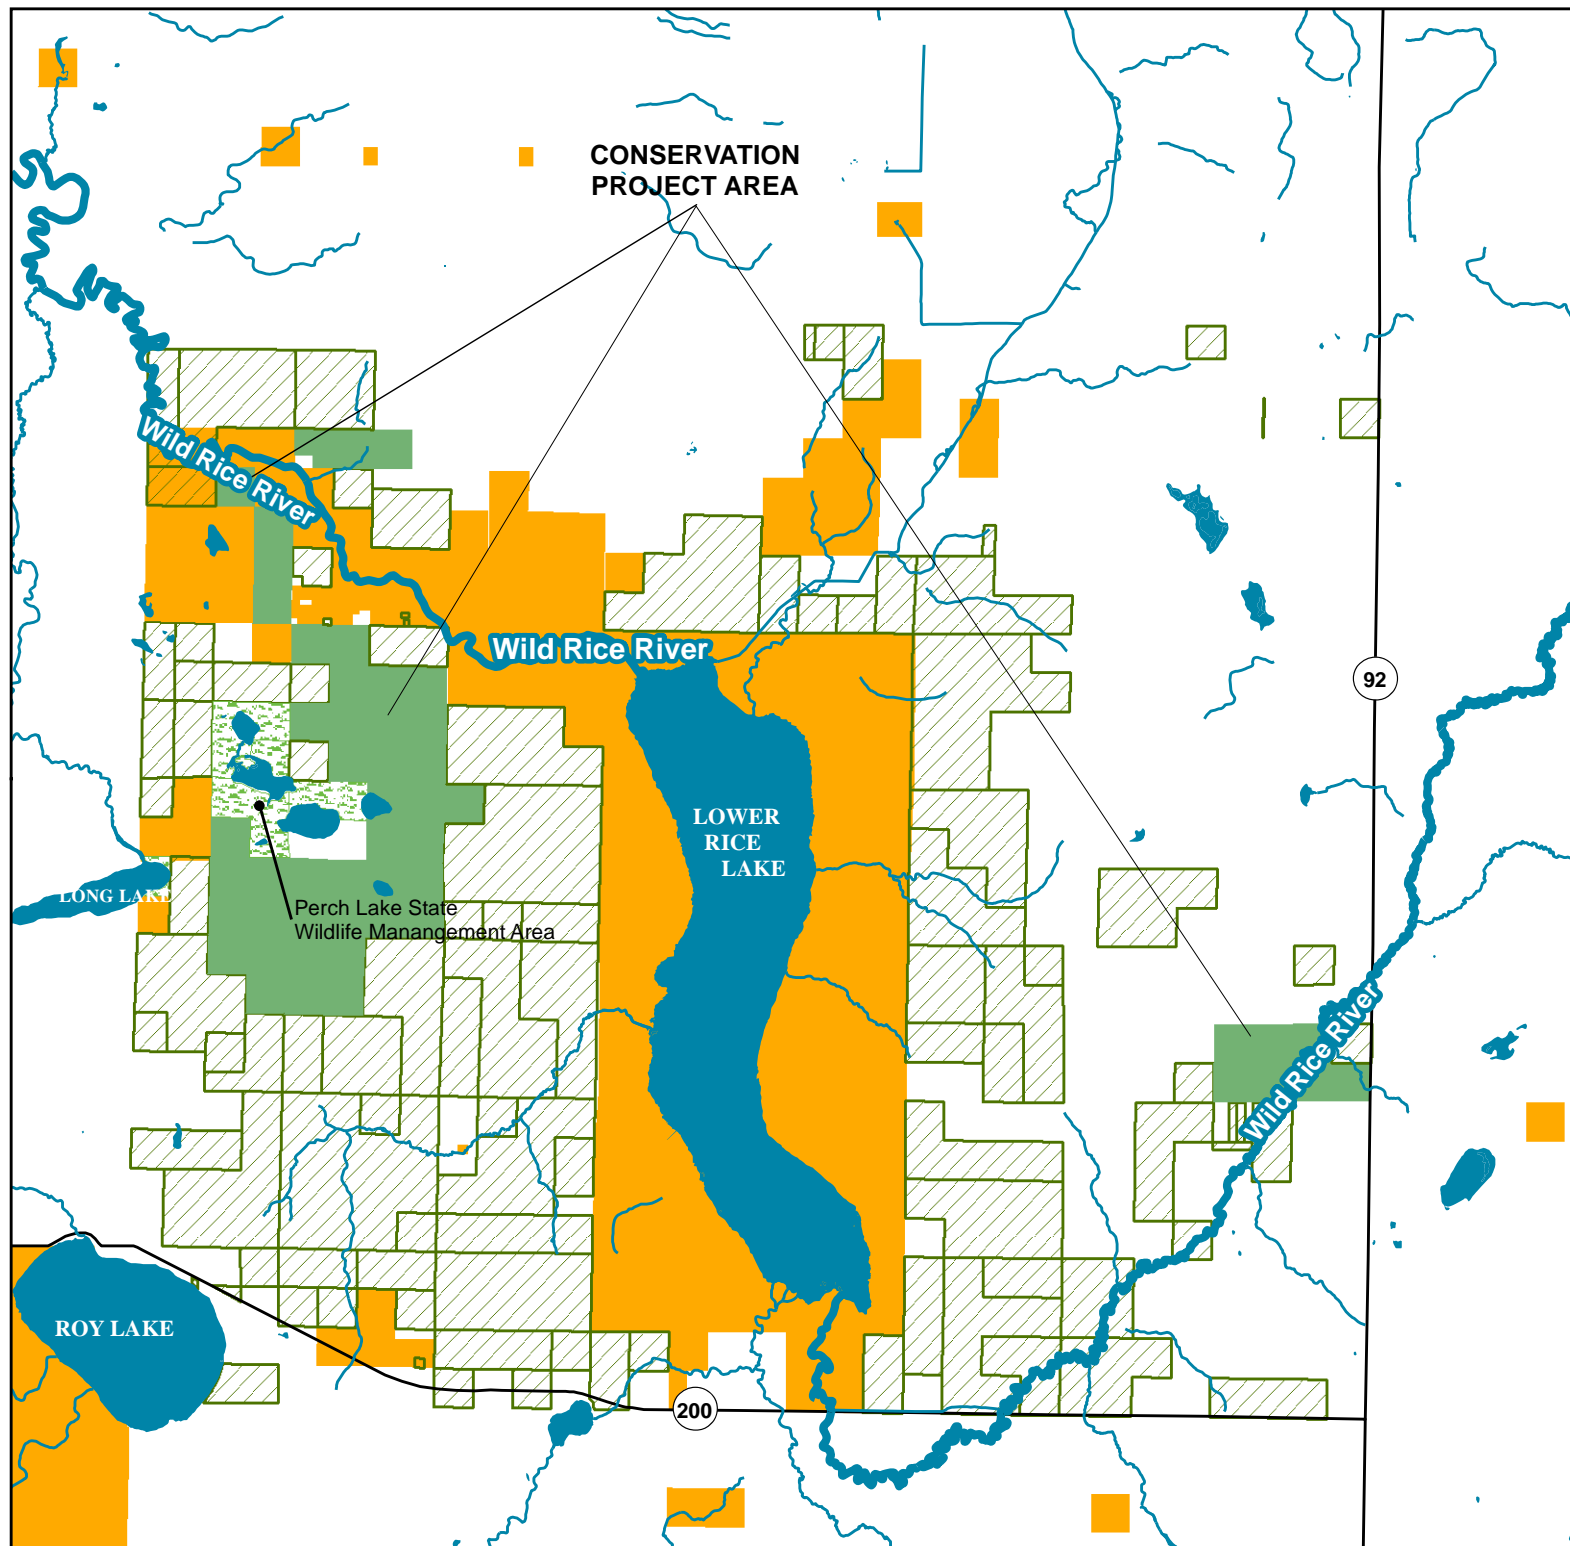 CONSERVATION
PROJECT AREA
Wild Rice River
Wild Rice River
92
LOWER
RICE
LAKE
LONG LAKE
Perch Lake State
Wildlife Manangement Area
Wild Rice River
ROY LAKE
200